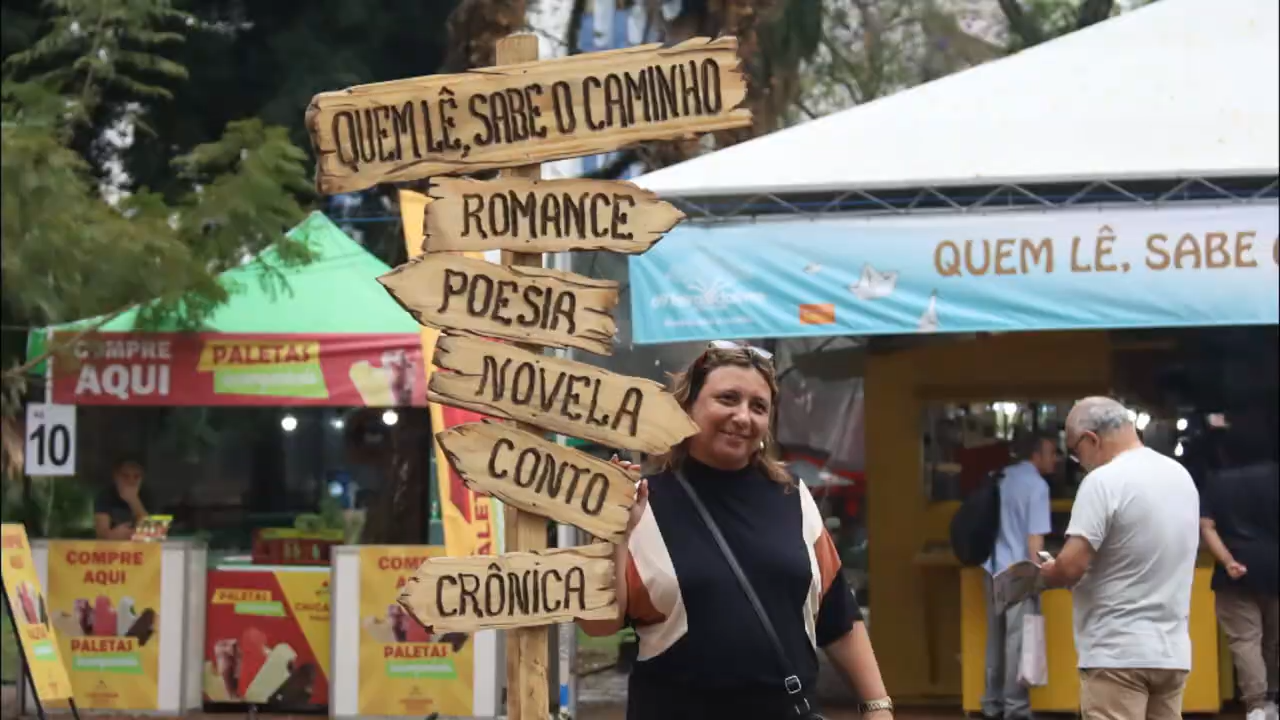 QUEM LÊ, SABE O CAMINHO
ROMANCE
POESIA
NOVELA
CONTO
CRÔNICA
QUEM LÊ, SABE
COMPRE
AQUI
PALETAS
10
COMPRE
AQUI
PALETAS
PALETAS
PALETAS